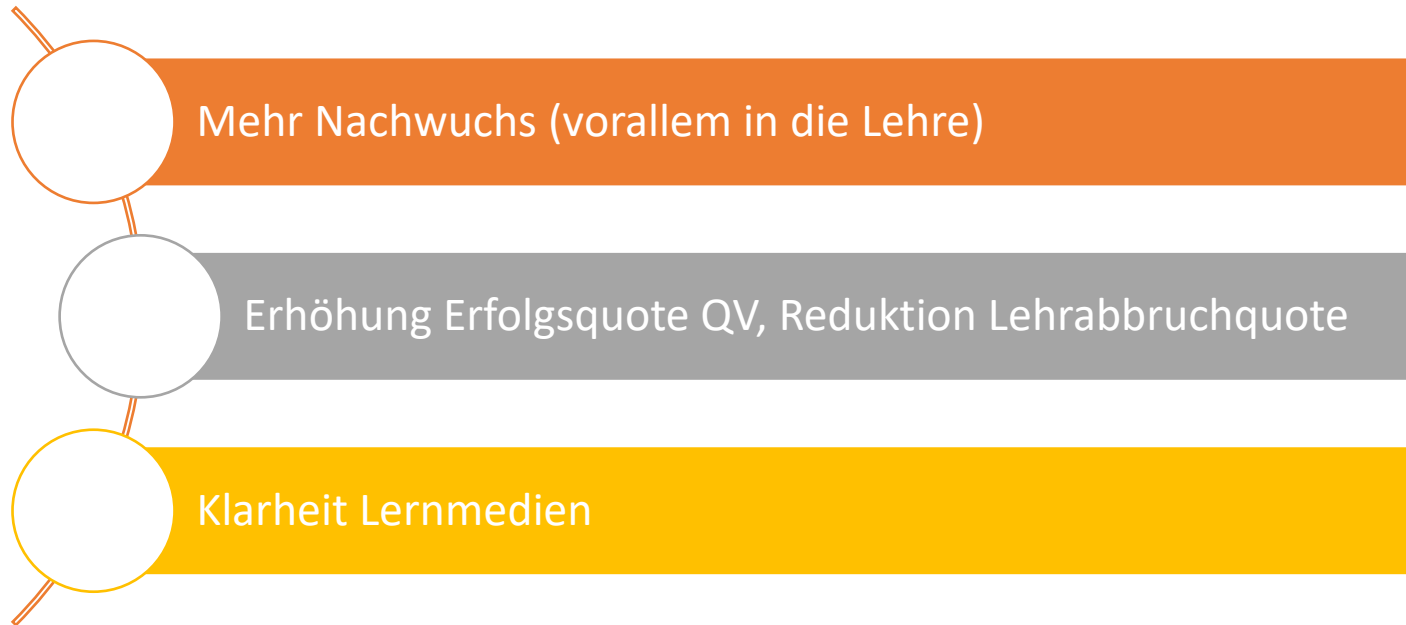 Mehr Nachwuchs (vorallem in die Lehre)
Erhöhung Erfolgsquote QV, Reduktion Lehrabbruchquote
Klarheit Lernmedien